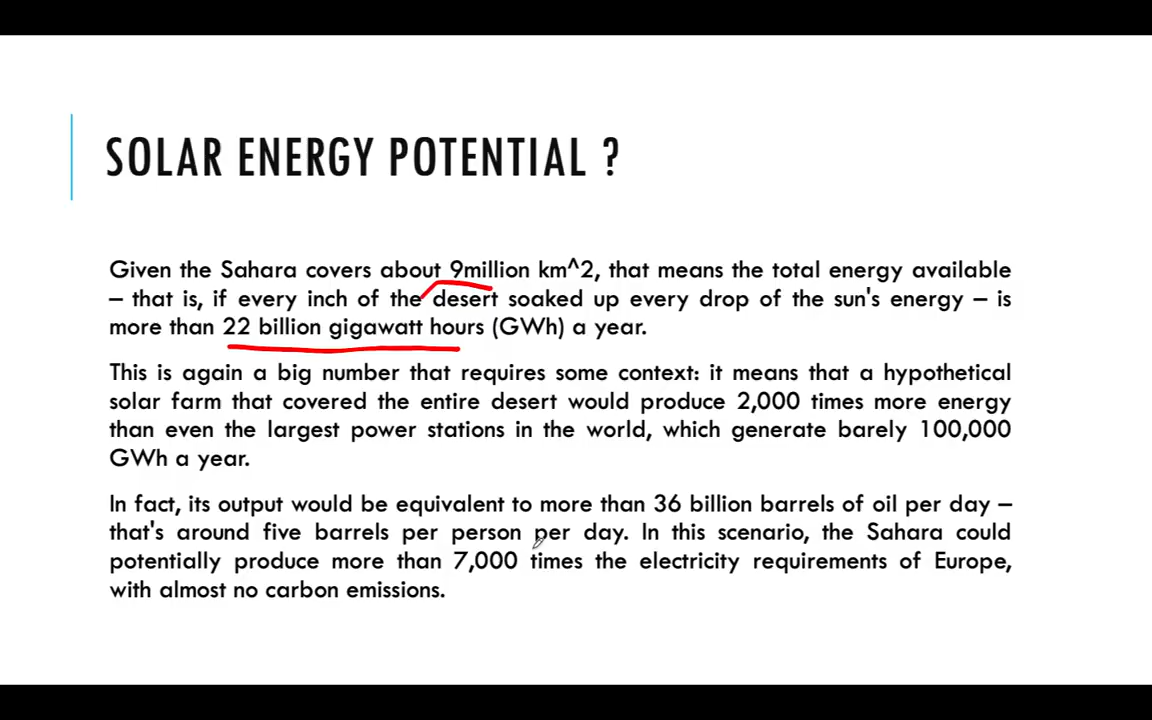 SOLAR ENERGY POTENTIAL ?
Given the Sahara covers about 9million km^2, that means the total energy available
– that is, if every inch of the desert soaked up every drop of the sun's energy – is
more than 22 billion gigawatt hours (GWh) a year.
This is again a big number that requires some context: it means that a hypothetical
solar farm that covered the entire desert would produce 2,000 times more energy
than even the largest power stations in the world, which generate barely 100,000
GWh a year.
In fact, its output would be equivalent to more than 36 billion barrels of oil per day –
that's around five barrels per person per day. In this scenario, the Sahara could
potentially produce more than 7,000 times the electricity requirements of Europe,
with almost no carbon emissions.